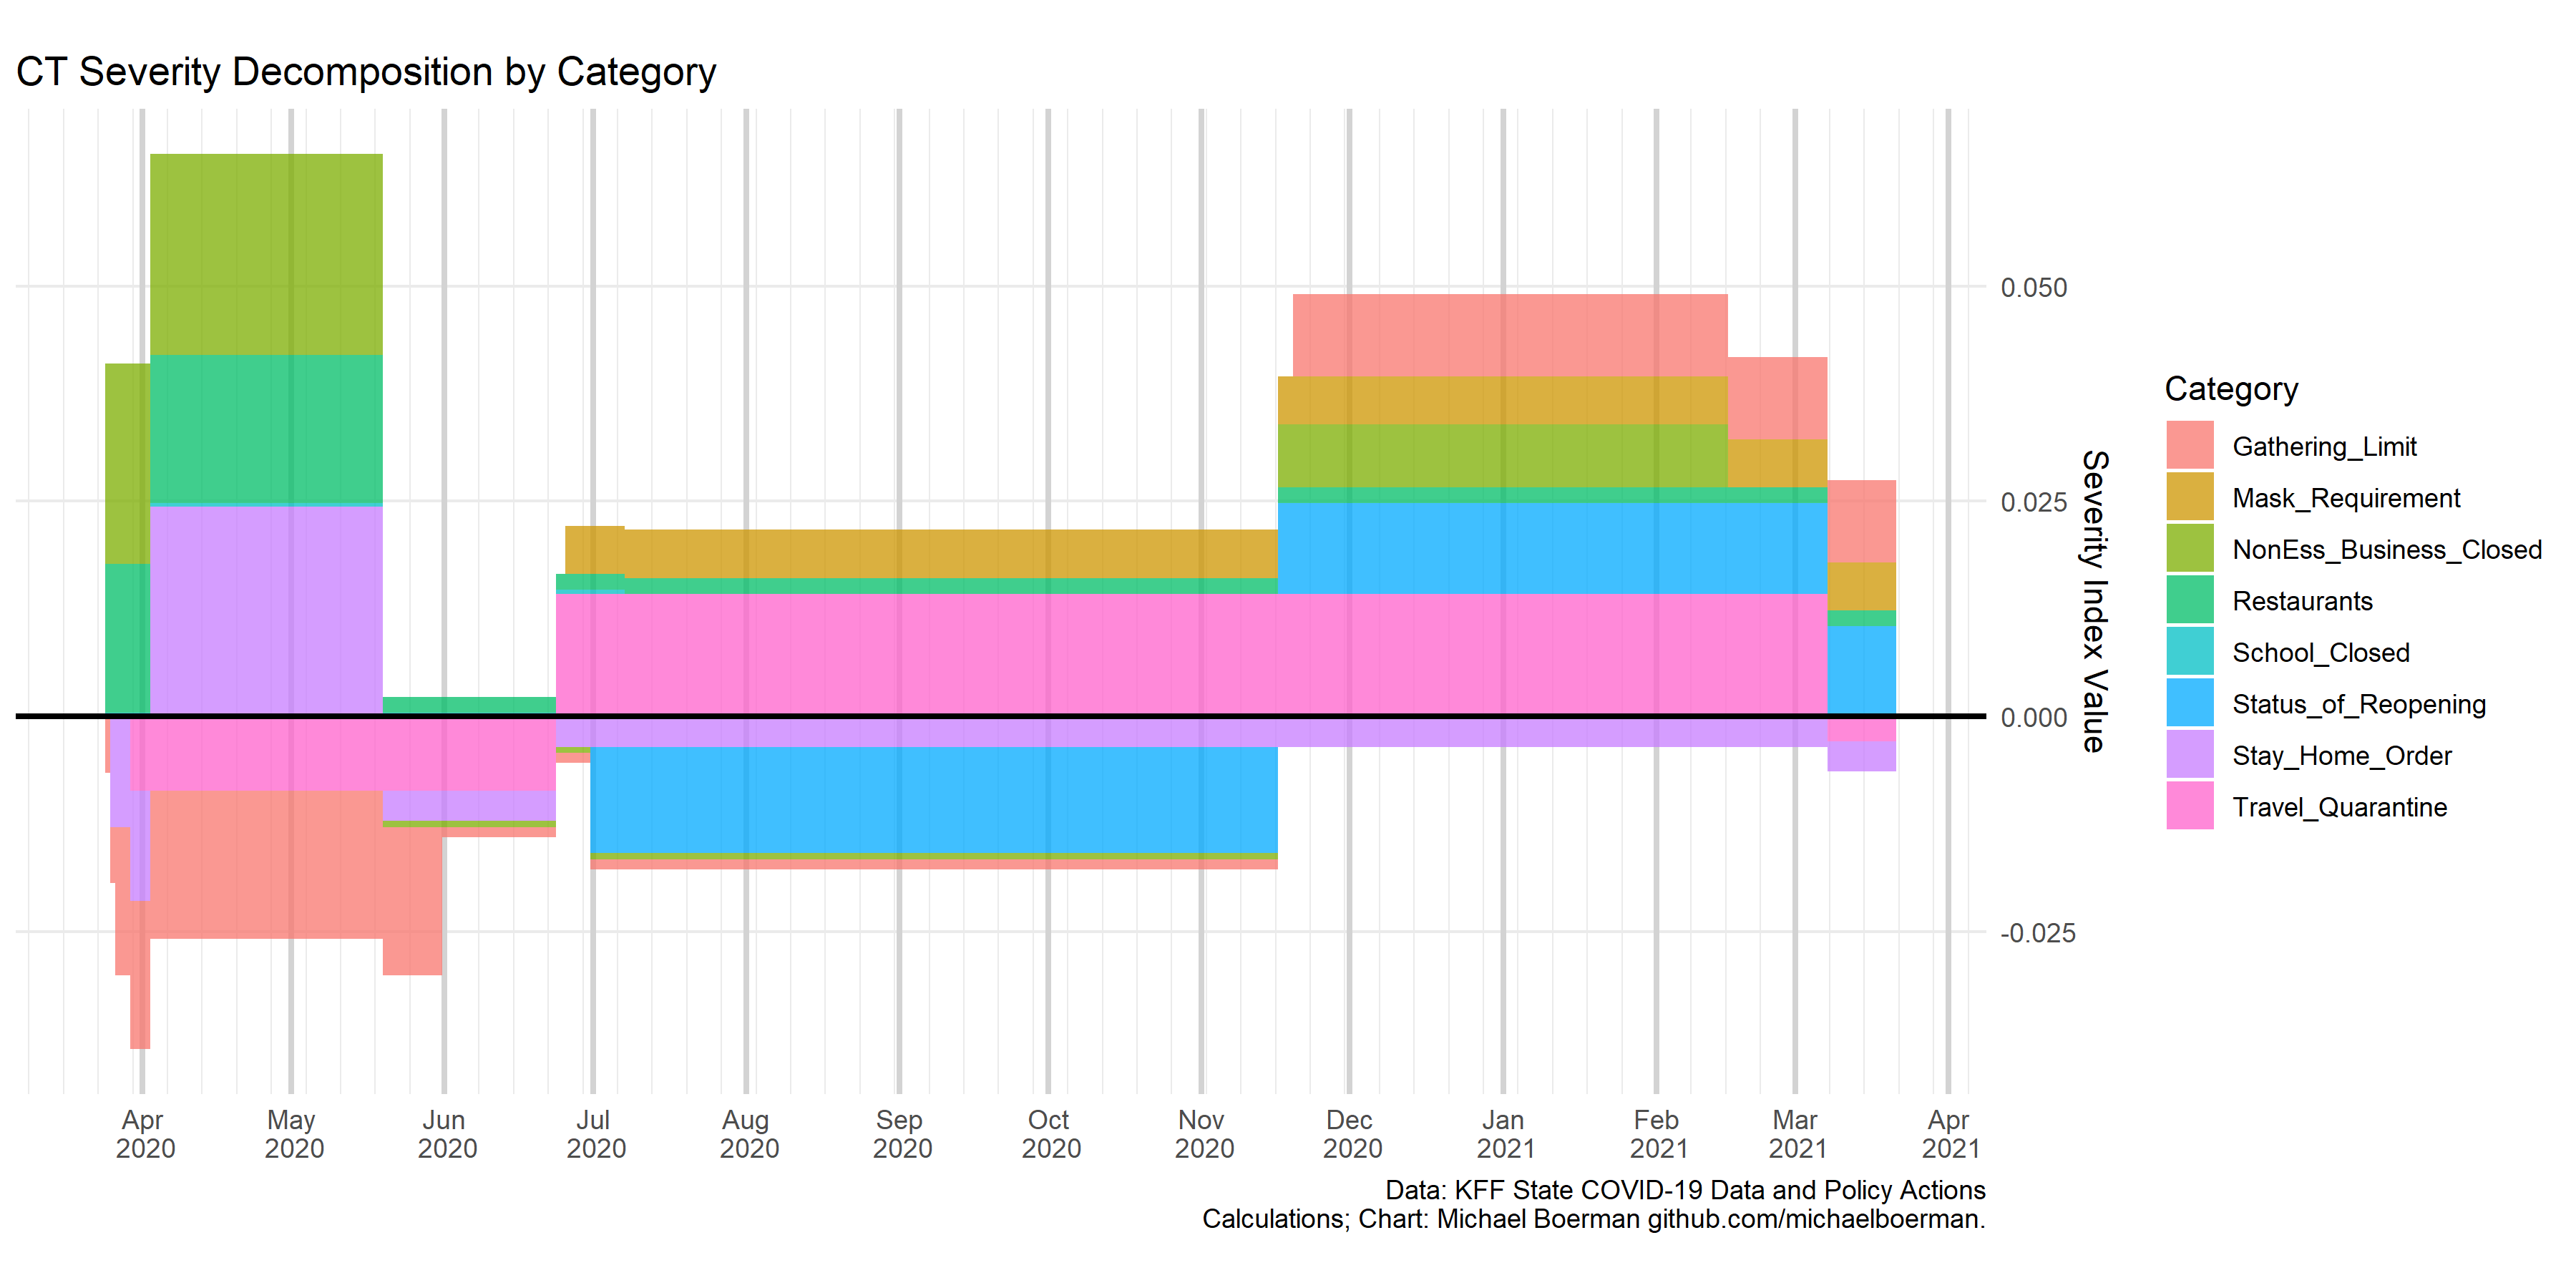 CT Severity Decomposition by Category
0.050
0.025
0.000
-0.025
Severity Index Value
Apr
2020
May
2020
Jun
2020
Jul
2020
Aug
2020
Sep
2020
Oct
2020
Nov
2020
Dec
2020
Jan
2021
Feb
2021
Mar
2021
Apr
2021
Category
Gathering_Limit
Mask_Requirement
NonEss_Business_Closed
Restaurants
School_Closed
Status_of_Reopening
Stay_Home_Order
Travel_Quarantine
Data: KFF State COVID-19 Data and Policy Actions
Calculations; Chart: Michael Boerman github.com/michaelboerman.